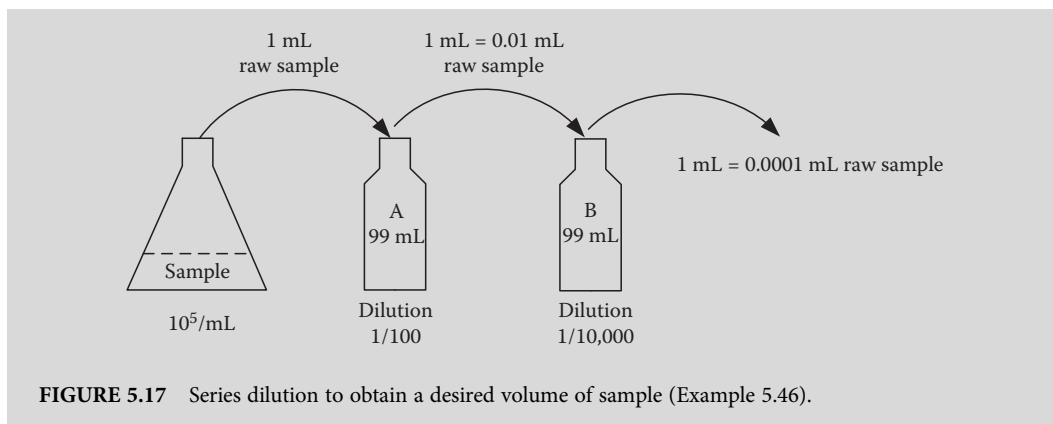 1 mL
raw sample
1 mL = 0.01 mL
raw sample
1 mL = 0.0001 mL raw sample
Sample
10⁵/mL
A
99 mL
Dilution
1/100
B
99 mL
Dilution
1/10,000
FIGURE 5.17 Series dilution to obtain a desired volume of sample (Example 5.46).